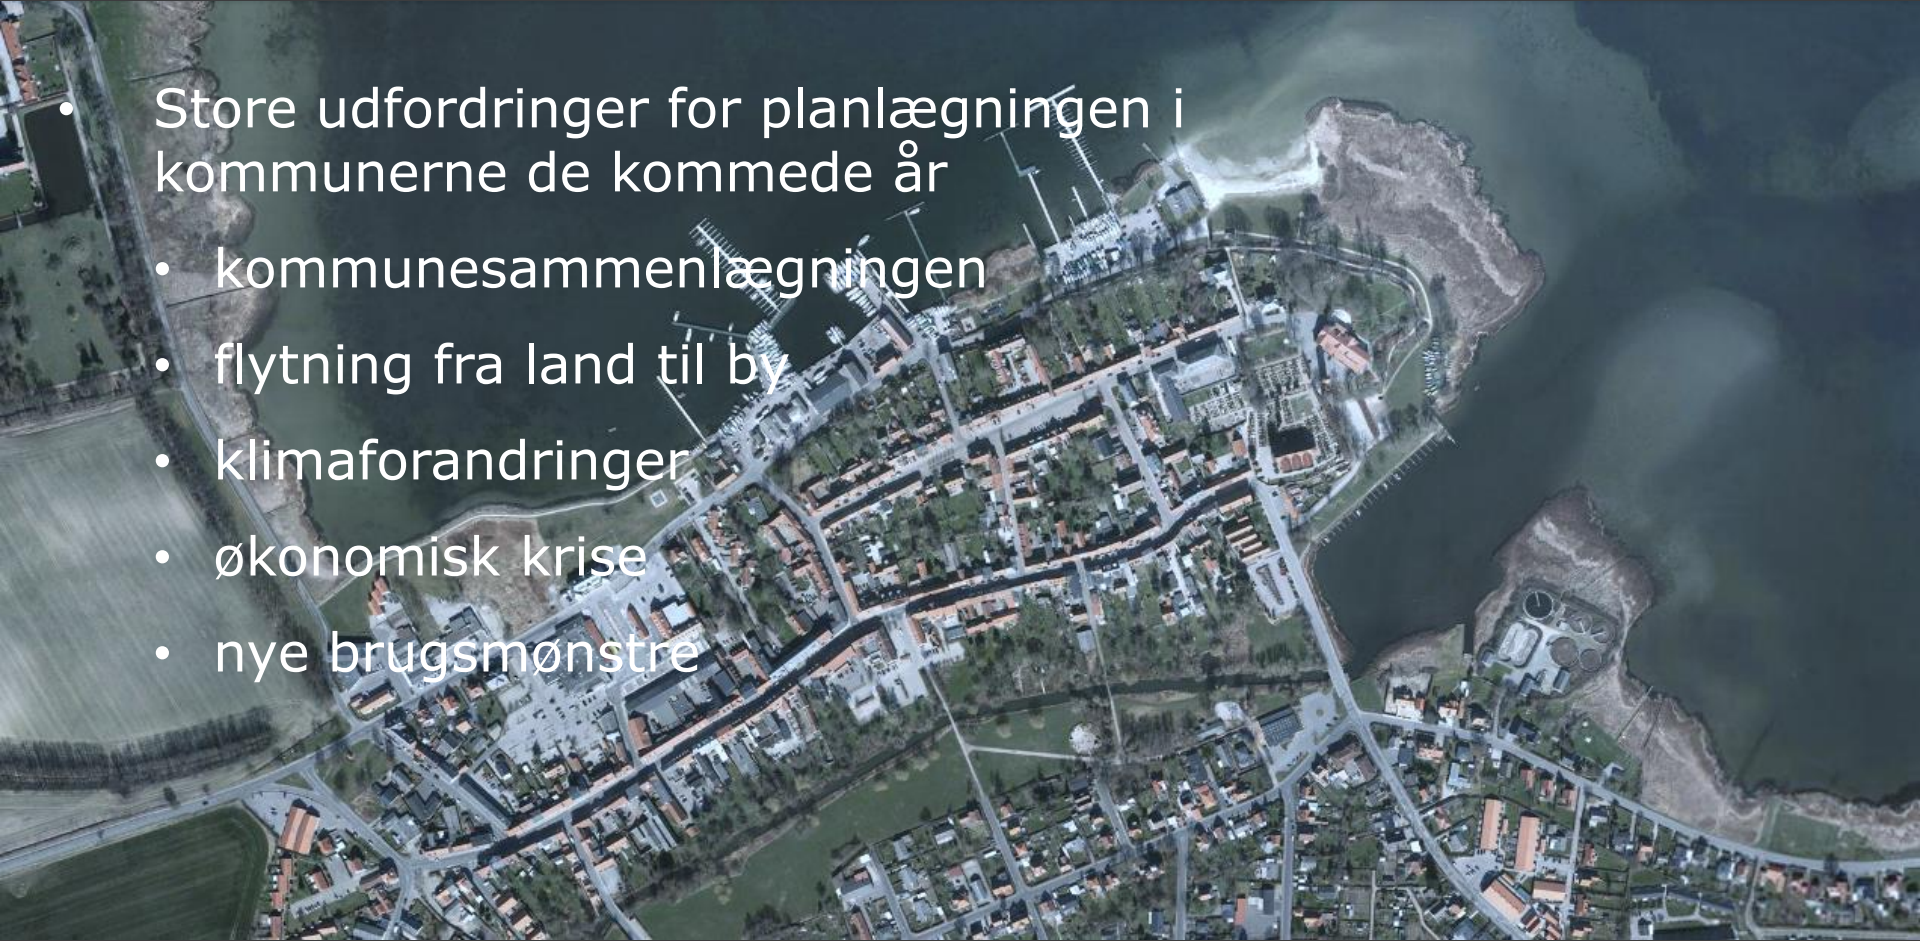 • Store udfordringer for planlægningen i
kommunerne de kommede år
• kommunesammenlægningen
• flytning fra land til by
• klimaforandringer
• økonomisk krise
• nye brugsmønstre